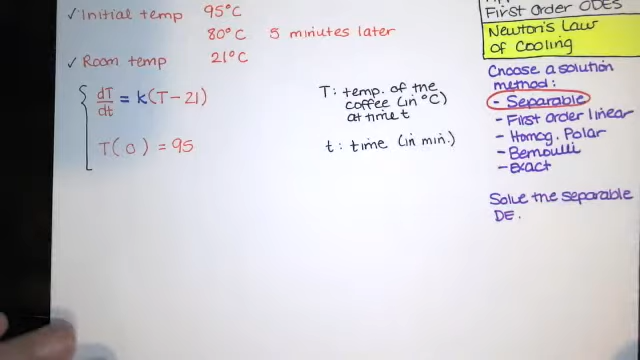 ✓ Initial temp 95°C
80°C 5 minutes later
✓ Room temp 21°C
dT/dt = k(T-21)
T(0) = 95
T: temp. of the
coffee (in °C)
at time t
t: time (in min.)
First Order ODES
Newton's Law
of Cooling
Choose a solution
method:
- Separable
- First Order linear
- Homog. Polar
- Bernoulli
- Exact
Solve the separable
DE.